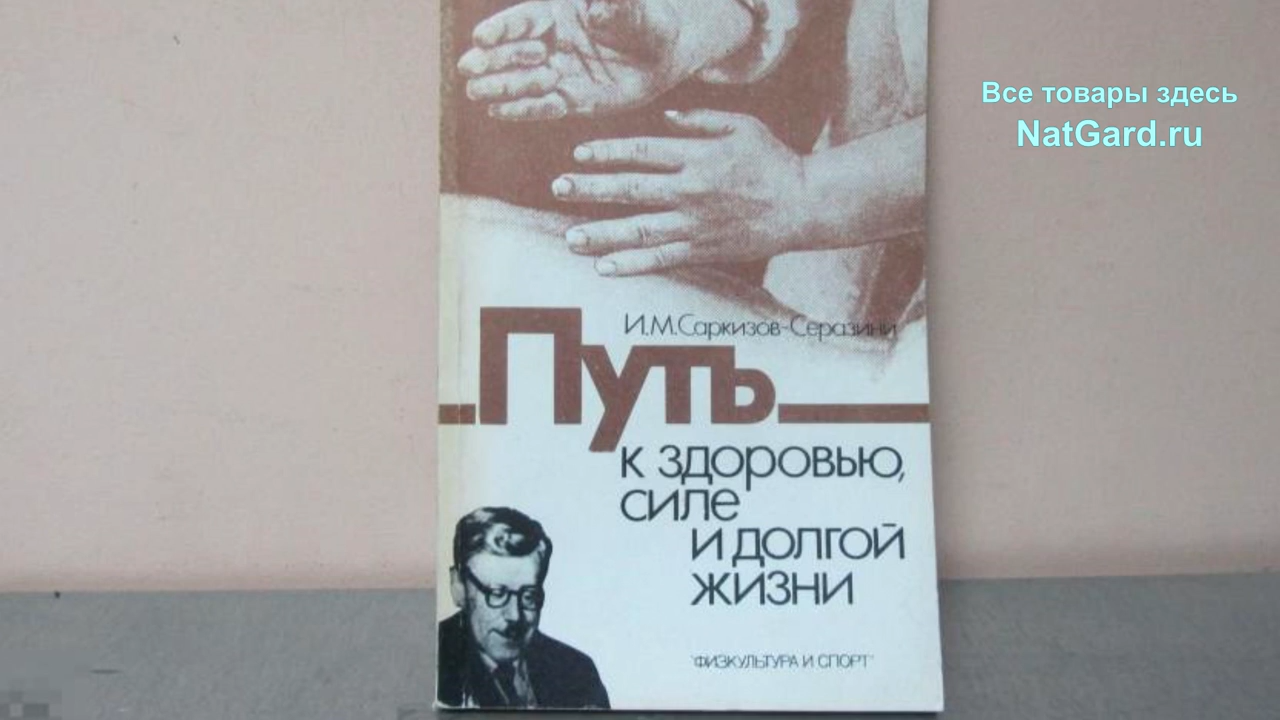 Все товары здесь
NatGard.ru
И.М.Саркизов-Серазини
Путь
к здоровью,
силе
и долгой
жизни
"ФИЗКУЛЬТУРА И СПОРТ"